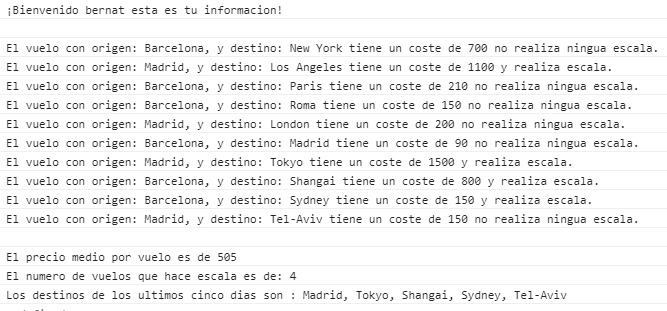 ¡Bienvenido bernat esta es tu informacion!
El vuelo con origen: Barcelona, y destino: New York tiene un coste de 700 no realiza ningua escala.
El vuelo con origen: Madrid, y destino: Los Angeles tiene un coste de 1100 y realiza escala.
El vuelo con origen: Barcelona, y destino: Paris tiene un coste de 210 no realiza ningua escala.
El vuelo con origen: Barcelona, y destino: Roma tiene un coste de 150 no realiza ningua escala.
El vuelo con origen: Madrid, y destino: London tiene un coste de 200 no realiza ningua escala.
El vuelo con origen: Barcelona, y destino: Madrid tiene un coste de 90 no realiza ningua escala.
El vuelo con origen: Madrid, y destino: Tokyo tiene un coste de 1500 y realiza escala.
El vuelo con origen: Barcelona, y destino: Shangai tiene un coste de 800 y realiza escala.
El vuelo con origen: Barcelona, y destino: Sydney tiene un coste de 150 y realiza escala.
El vuelo con origen: Madrid, y destino: Tel-Aviv tiene un coste de 150 no realiza ningua escala.
El precio medio por vuelo es de 505
El numero de vuelos que hace escala es de: 4
Los destinos de los ultimos cinco dias son : Madrid, Tokyo, Shangai, Sydney, Tel-Aviv